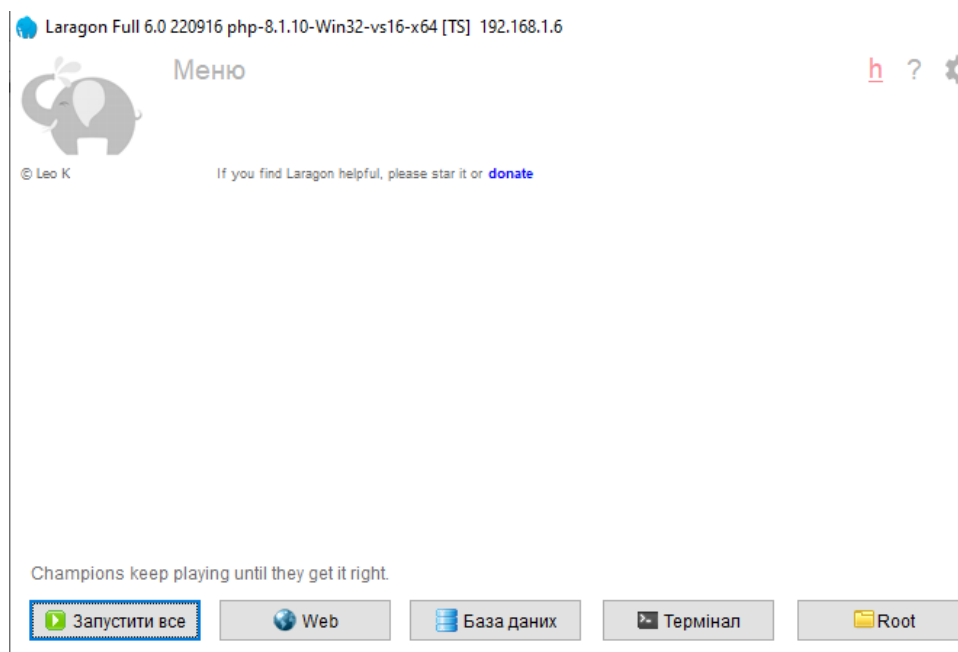 Laragon Full 6.0 220916 php-8.1.10-Win32-vs16-x64 [TS] 192.168.1.6
Меню
h ?
© Leo K
If you find Laragon helpful, please star it or donate
Champions keep playing until they get it right.
Запустити все
Web
База даних
Термінал
Root